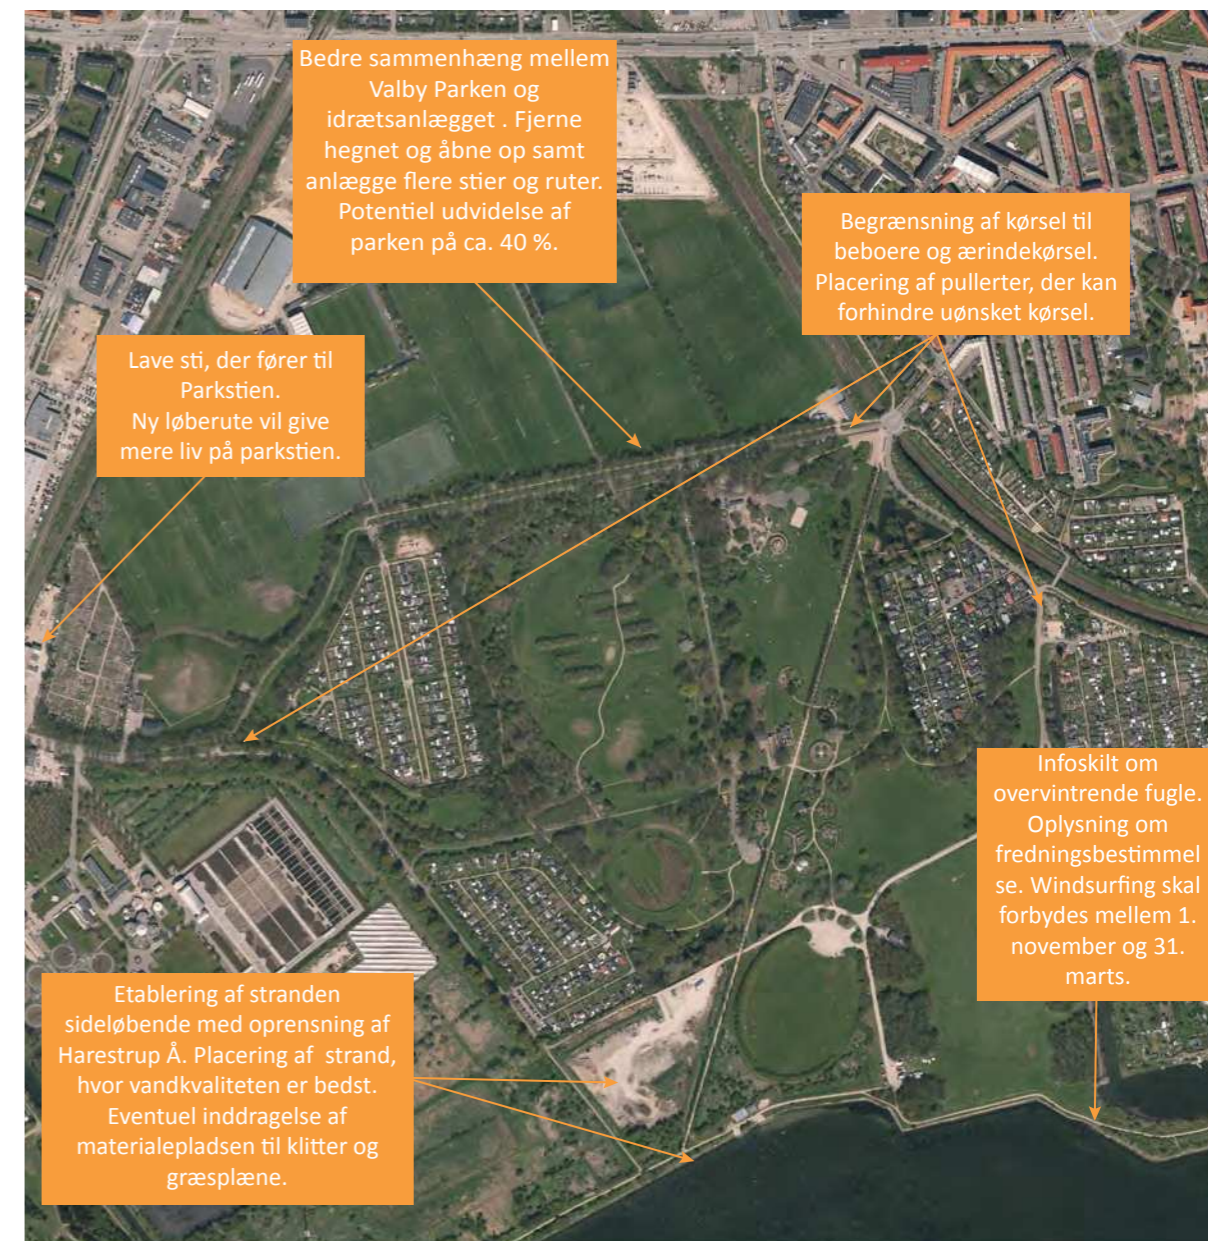 Bedre sammenhæng mellem
Valby Parken og
idrætsanlægget . Fjerne
hegnet og åbne op samt
anlægge flere stier og ruter.
Potentiel udvidelse af
parken på ca. 40 %.
Begrænsning af kørsel til
beboere og ærindekørsel.
Placering af pullerter, der kan
forhindre uønsket kørsel.
Lave sti, der fører til
Parkstien.
Ny løberute vil give
mere liv på parkstien.
Infoskilt om
overvintrende fugle.
Oplysning om
fredningsbestimmel
se. Windsurfing skal
forbydes mellem 1.
november og 31.
marts.
Etablering af stranden
sideløbende med oprensning af
Harestrup Å. Placering af  strand,
hvor vandkvaliteten er bedst.
Eventuel inddragelse af
materialepladsen til klitter og
græsplæne.